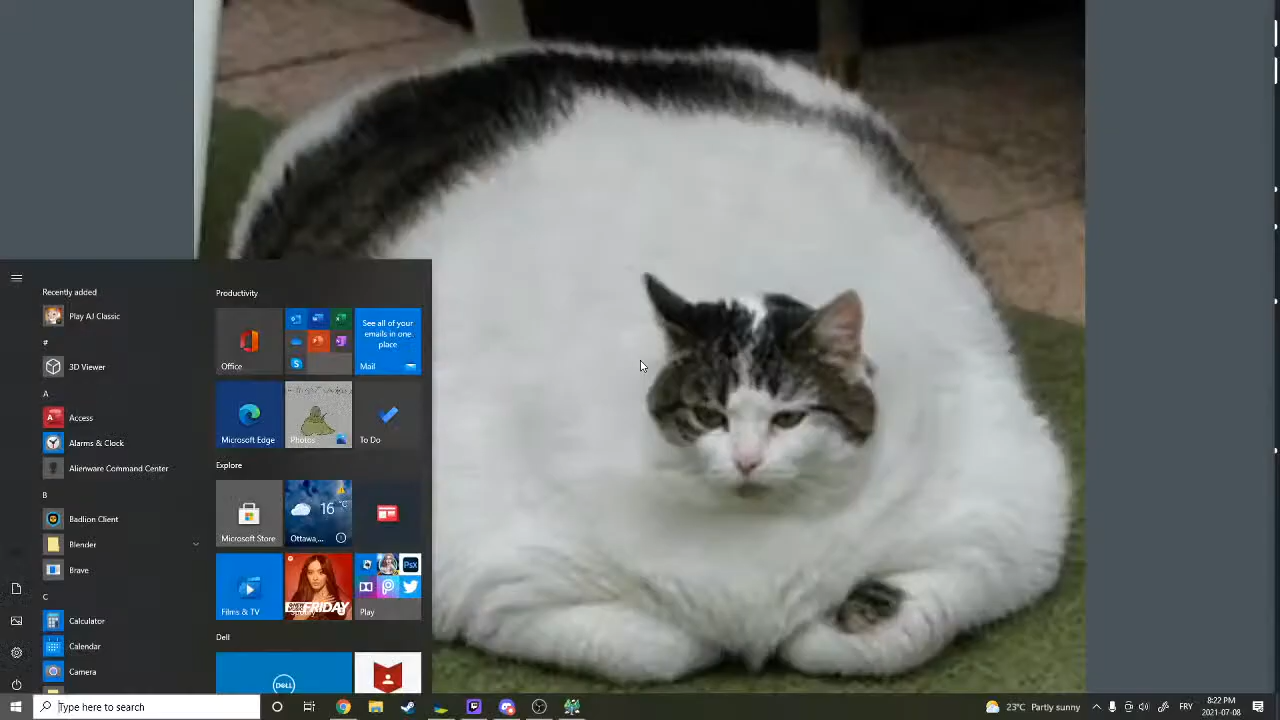 Recently added
Play AJ Classic
#
3D Viewer
A
Access
Alarms & Clock
Alienware Command Center
B
Badlion Client
Blender
Brave
C
Calculator
Calendar
Camera
Productivity
Office
See all of your
emails in one
place
Mail
Microsoft Edge
Photos
To Do
Explore
Microsoft Store
16 °C
Ottawa,...
Films & TV
FRIDAY
Play
Dell
DELL
Type here to search
23°C Partly sunny
FRV
8:22 PM
2021-07-08